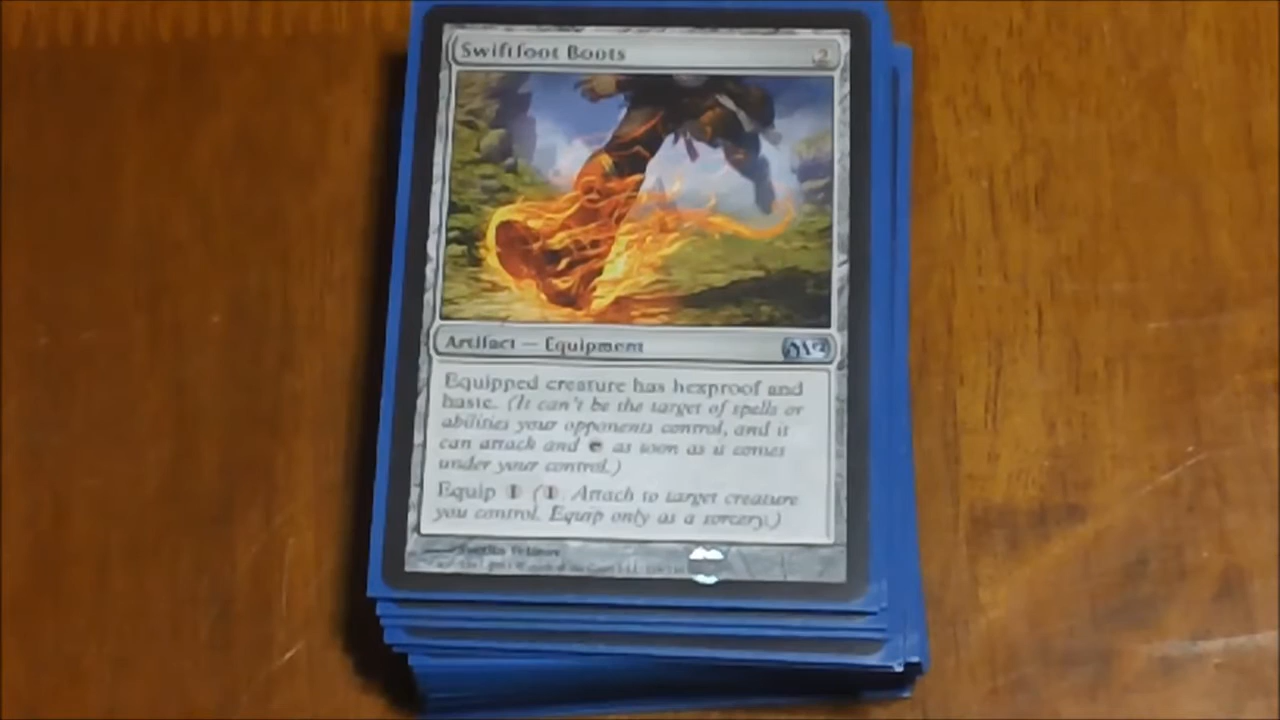 Swiftfoot Boots 2
Artifact — Equipment M12
Equipped creature has hexproof and
haste. (It can't be the target of spells or
abilities your opponents control, and it
can attack and as soon as it comes
under your control.)
Equip 1 (1: Attach to target creature
you control. Equip only as a sorcery.)